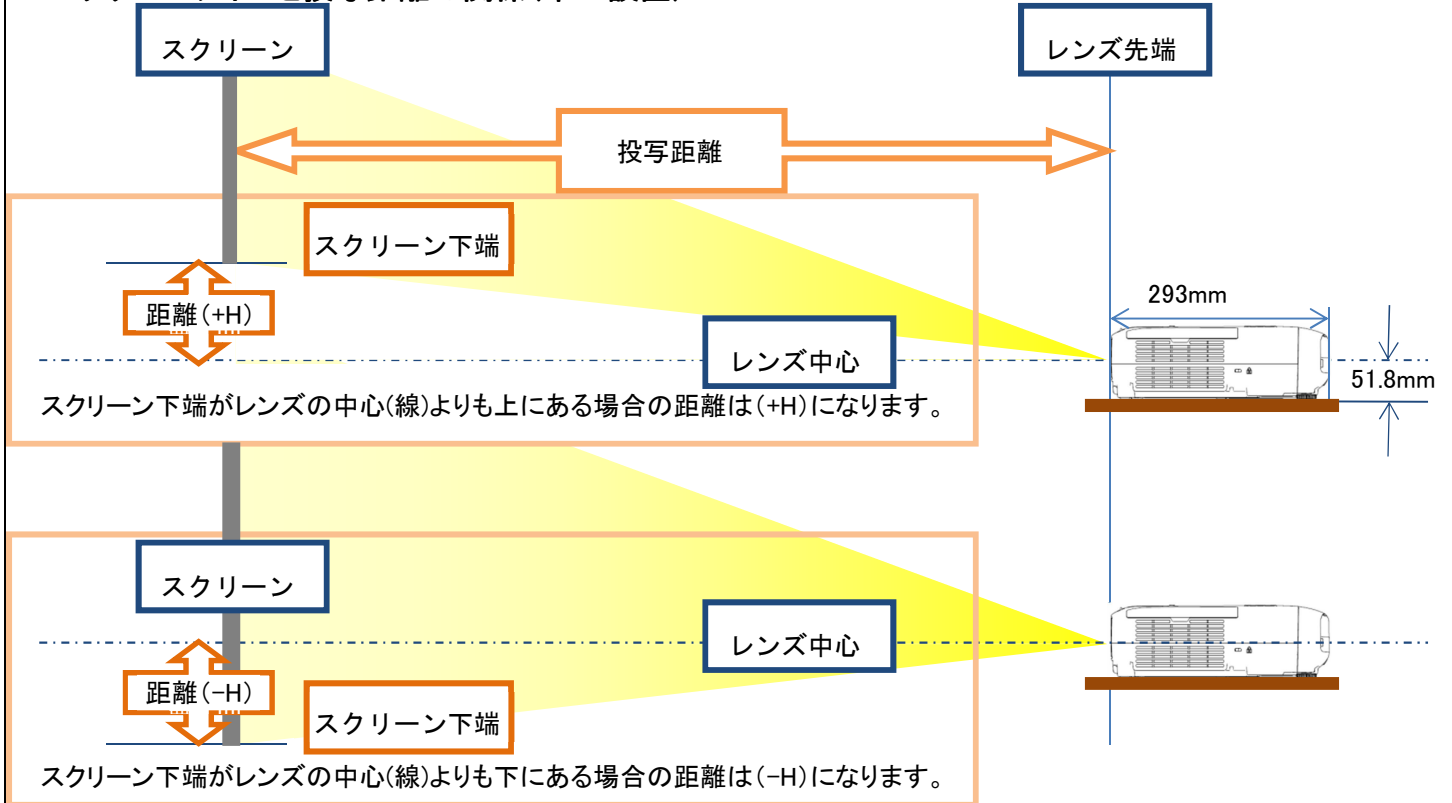 スクリーン
レンズ先端
投写距離
スクリーン下端
距離(+H)
293mm
レンズ中心
51.8mm
スクリーン下端がレンズの中心(線)よりも上にある場合の距離は(+H)になります。
スクリーン
レンズ中心
距離(-H)
スクリーン下端
スクリーン下端がレンズの中心(線)よりも下にある場合の距離は(-H)になります。